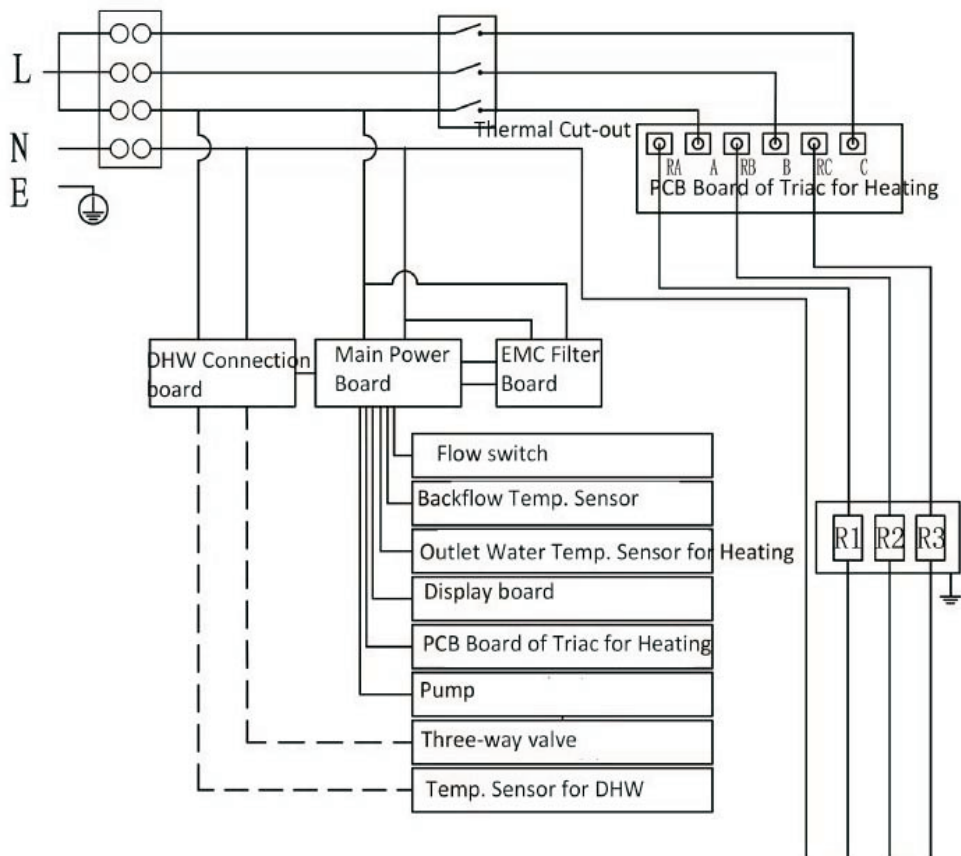 L
N
E
Thermal Cut-out
RA A RB B RC C
PCB Board of Triac for Heating
DHW Connection
board
Main Power
Board
EMC Filter
Board
Flow switch
Backflow Temp. Sensor
Outlet Water Temp. Sensor for Heating
Display board
PCB Board of Triac for Heating
Pump
Three-way valve
Temp. Sensor for DHW
R1 R2 R3